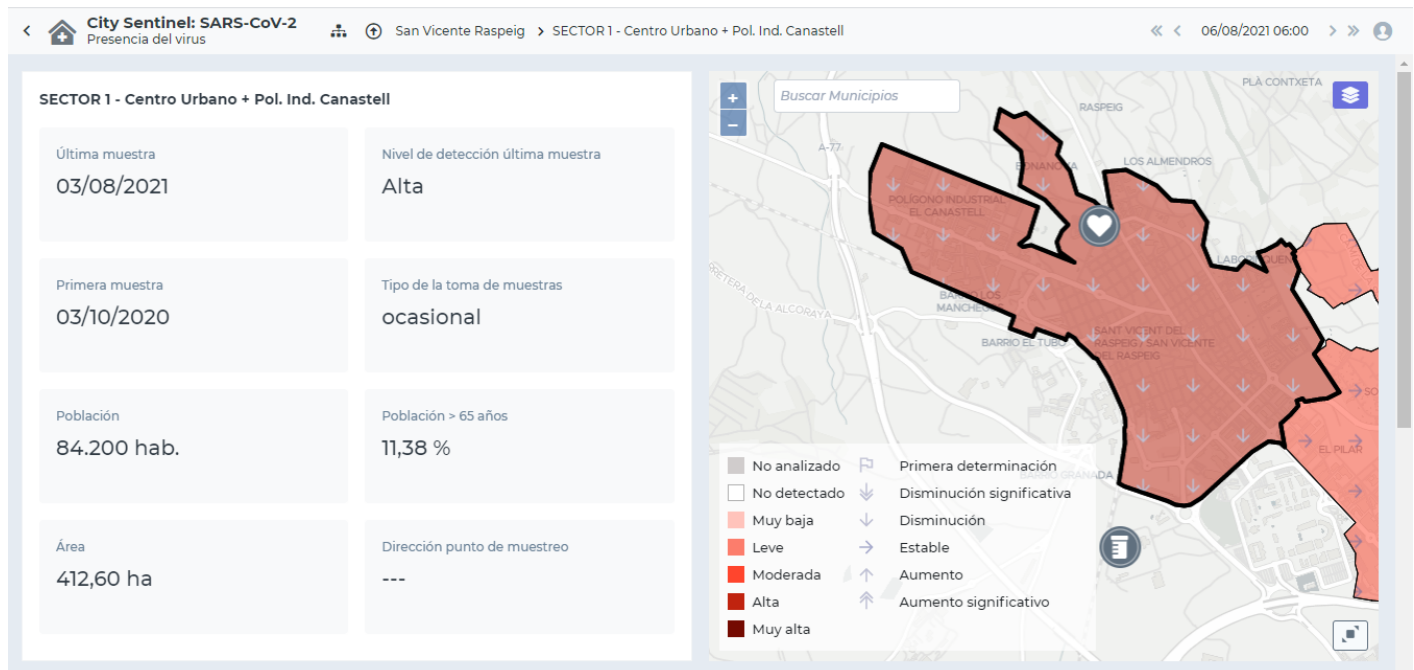 City Sentinel: SARS-CoV-2
Presencia del virus
San Vicente Raspeig > SECTOR 1 - Centro Urbano + Pol. Ind. Canastell
06/08/2021 06:00
SECTOR 1 - Centro Urbano + Pol. Ind. Canastell
Última muestra
03/08/2021
Nivel de detección última muestra
Alta
Primera muestra
03/10/2020
Tipo de la toma de muestras
ocasional
Población
84.200 hab.
Población > 65 años
11,38 %
Área
412,60 ha
Dirección punto de muestreo
---
+
−
Buscar Municipios
PLÀ CONTXETA
RASPEIG
A-77
LOS ALMENDROS
POLÍGONO INDUSTRIAL
EL CANASTELL
DE LA ALCORAYA
BARRIO EL TUBO
SANT VICENT DEL
RASPEIG / SAN VICENTE
DEL RASPEIG
EL PILAR
GRANADA
No analizado
No detectado
Muy baja
Leve
Moderada
Alta
Muy alta
Primera determinación
Disminución significativa
Disminución
Estable
Aumento
Aumento significativo